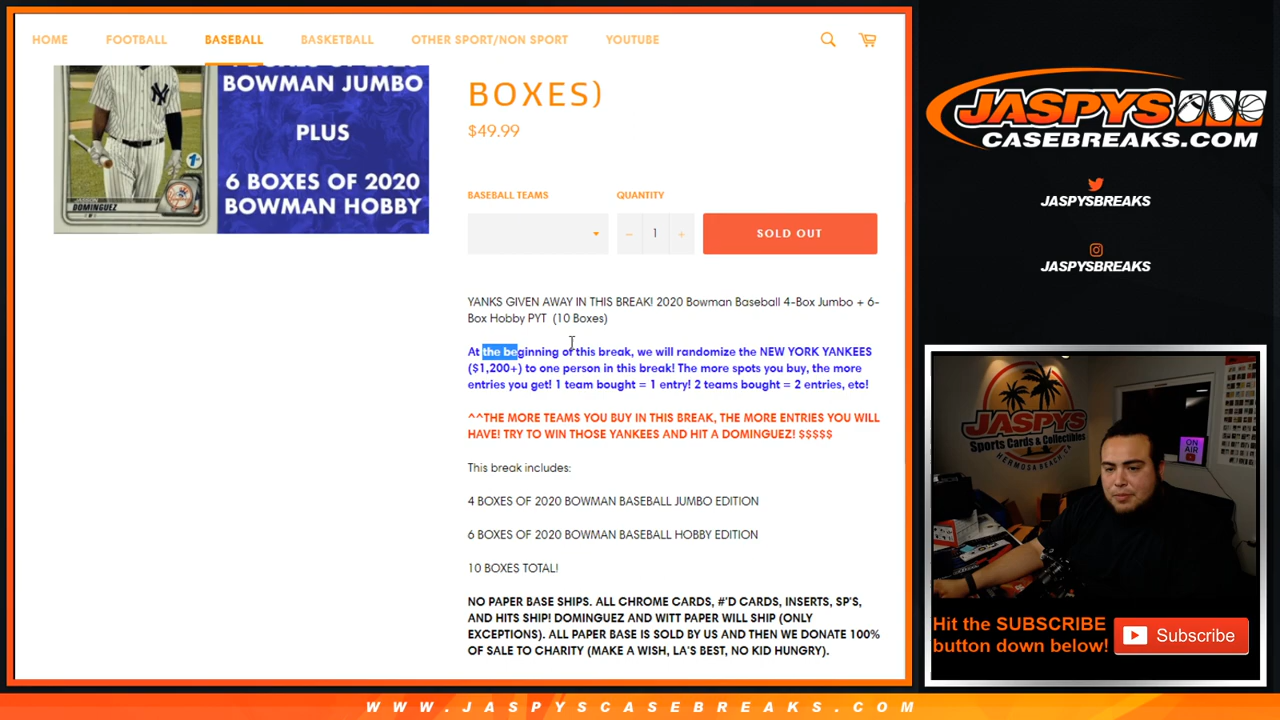 HOME FOOTBALL BASEBALL BASKETBALL OTHER SPORT/NON SPORT YOUTUBE
BOWMAN JUMBO
PLUS
6 BOXES OF 2020
BOWMAN HOBBY
DOMINGUEZ
1st
BOXES)
$49.99
BASEBALL TEAMS QUANTITY
− 1 + SOLD OUT
YANKS GIVEN AWAY IN THIS BREAK! 2020 Bowman Baseball 4-Box Jumbo + 6-
Box Hobby PYT (10 Boxes)
At the beginning of this break, we will randomize the NEW YORK YANKEES
($1,200+) to one person in this break! The more spots you buy, the more
entries you get! 1 team bought = 1 entry! 2 teams bought = 2 entries, etc!
^^THE MORE TEAMS YOU BUY IN THIS BREAK, THE MORE ENTRIES YOU WILL
HAVE! TRY TO WIN THOSE YANKEES AND HIT A DOMINGUEZ! $$$$$
This break includes:
4 BOXES OF 2020 BOWMAN BASEBALL JUMBO EDITION
6 BOXES OF 2020 BOWMAN BASEBALL HOBBY EDITION
10 BOXES TOTAL!
NO PAPER BASE SHIPS. ALL CHROME CARDS, #'D CARDS, INSERTS, SP'S,
AND HITS SHIP! DOMINGUEZ AND WITT PAPER WILL SHIP (ONLY
EXCEPTIONS). ALL PAPER BASE IS SOLD BY US AND THEN WE DONATE 100%
OF SALE TO CHARITY (MAKE A WISH, LA'S BEST, NO KID HUNGRY).
JASPYS
CASEBREAKS.COM
JASPYSBREAKS
JASPYSBREAKS
JASPYS
Sports Cards & Collectibles
HERMOSA BEACH, CA
ON
AIR
Hit the SUBSCRIBE
button down below!
Subscribe
WWW.JASPYSCASEBREAKS.COM